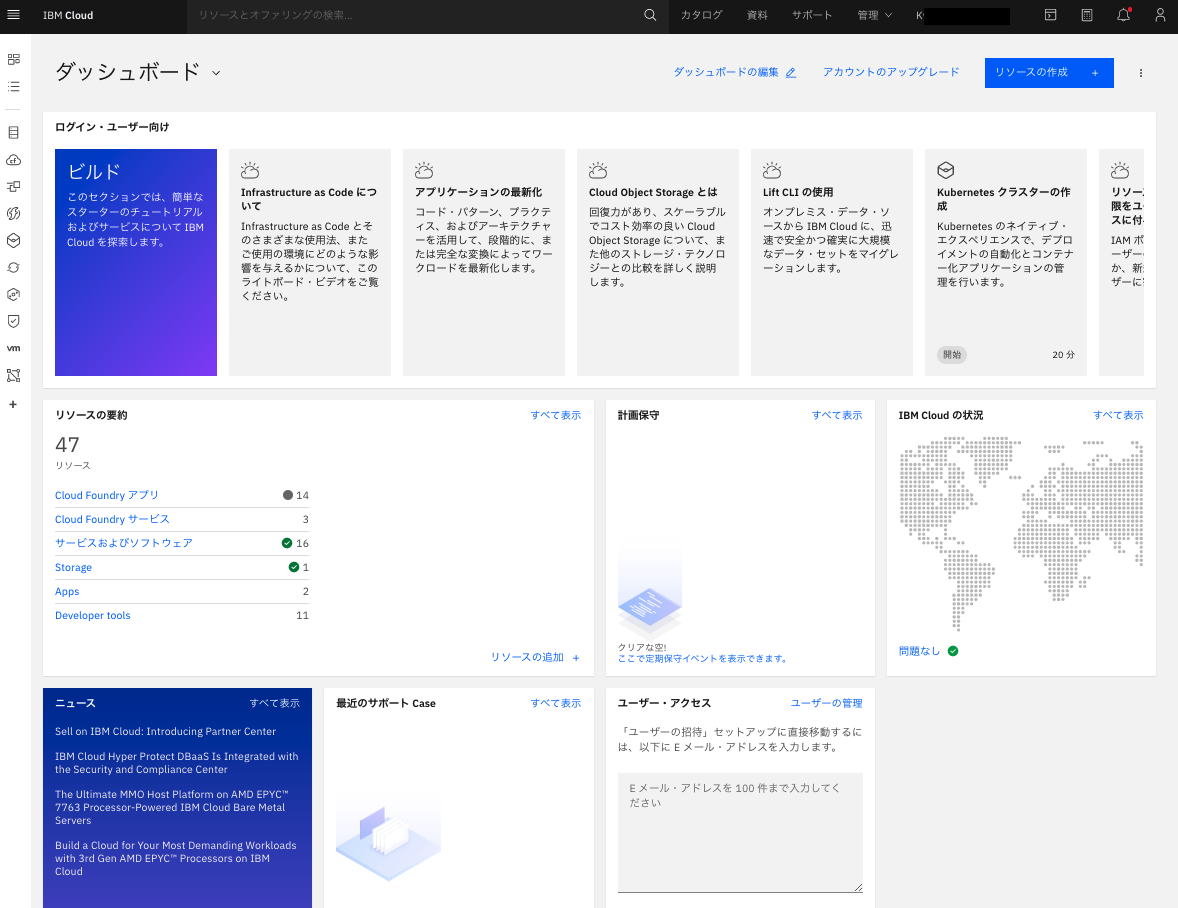 IBM Cloud
リソースとオファリングの検索...
カタログ
資料
サポート
管理
K
ダッシュボード
ダッシュボードの編集
アカウントのアップグレード
リソースの作成 +
ログイン・ユーザー向け
ビルド
このセクションでは、簡単な
スターターのチュートリアル
およびサービスについて IBM
Cloud を探索します。
Infrastructure as Code につ
いて
Infrastructure as Code とそ
のさまざまな使用法、また
ご使用の環境にどのような影
響を与えるかについて、この
ライトボード・ビデオをご覧
ください。
アプリケーションの最新化
コード・パターン、プラクテ
ィス、およびアーキテクチャ
ーを活用して、段階的に、ま
たは完全な変換によってワー
クロードを最新化します。
Cloud Object Storage とは
回復力があり、スケーラブル
でコスト効率の良い Cloud
Object Storage について、ま
た他のストレージ・テクノロ
ジーとの比較を詳しく説明
します。
Lift CLI の使用
オンプレミス・データ・ソ
ースから IBM Cloud に、迅
速で安全かつ確実に大規模
なデータ・セットをマイグレ
ーションします。
Kubernetes クラスターの作
成
Kubernetes のネイティブ・
エクスペリエンスで、デプロ
イメントの自動化とコンテナ
ー化アプリケーションの管
理を行います。
開始
20 分
リソー
限をユ
スに付
IAM ポ
ーザー
か、新
ザーに
vm
+
リソースの要約
すべて表示
47
リソース
Cloud Foundry アプリ 14
Cloud Foundry サービス 3
サービスおよびソフトウェア 16
Storage 1
Apps 2
Developer tools 11
リソースの追加 +
計画保守
すべて表示
クリアな空!
ここで定期保守イベントを表示できます。
IBM Cloud の状況
すべて表示
問題なし
ニュース
すべて表示
Sell on IBM Cloud: Introducing Partner Center
IBM Cloud Hyper Protect DBaaS Is Integrated with
the Security and Compliance Center
The Ultimate MMO Host Platform on AMD EPYC™
7763 Processor-Powered IBM Cloud Bare Metal
Servers
Build a Cloud for Your Most Demanding Workloads
with 3rd Gen AMD EPYC™ Processors on IBM
Cloud
最近のサポート Case
すべて表示
ユーザー・アクセス
ユーザーの管理
「ユーザーの招待」セットアップに直接移動するに
は、以下に E メール・アドレスを入力します。
E メール・アドレスを 100 件まで入力してく
ださい